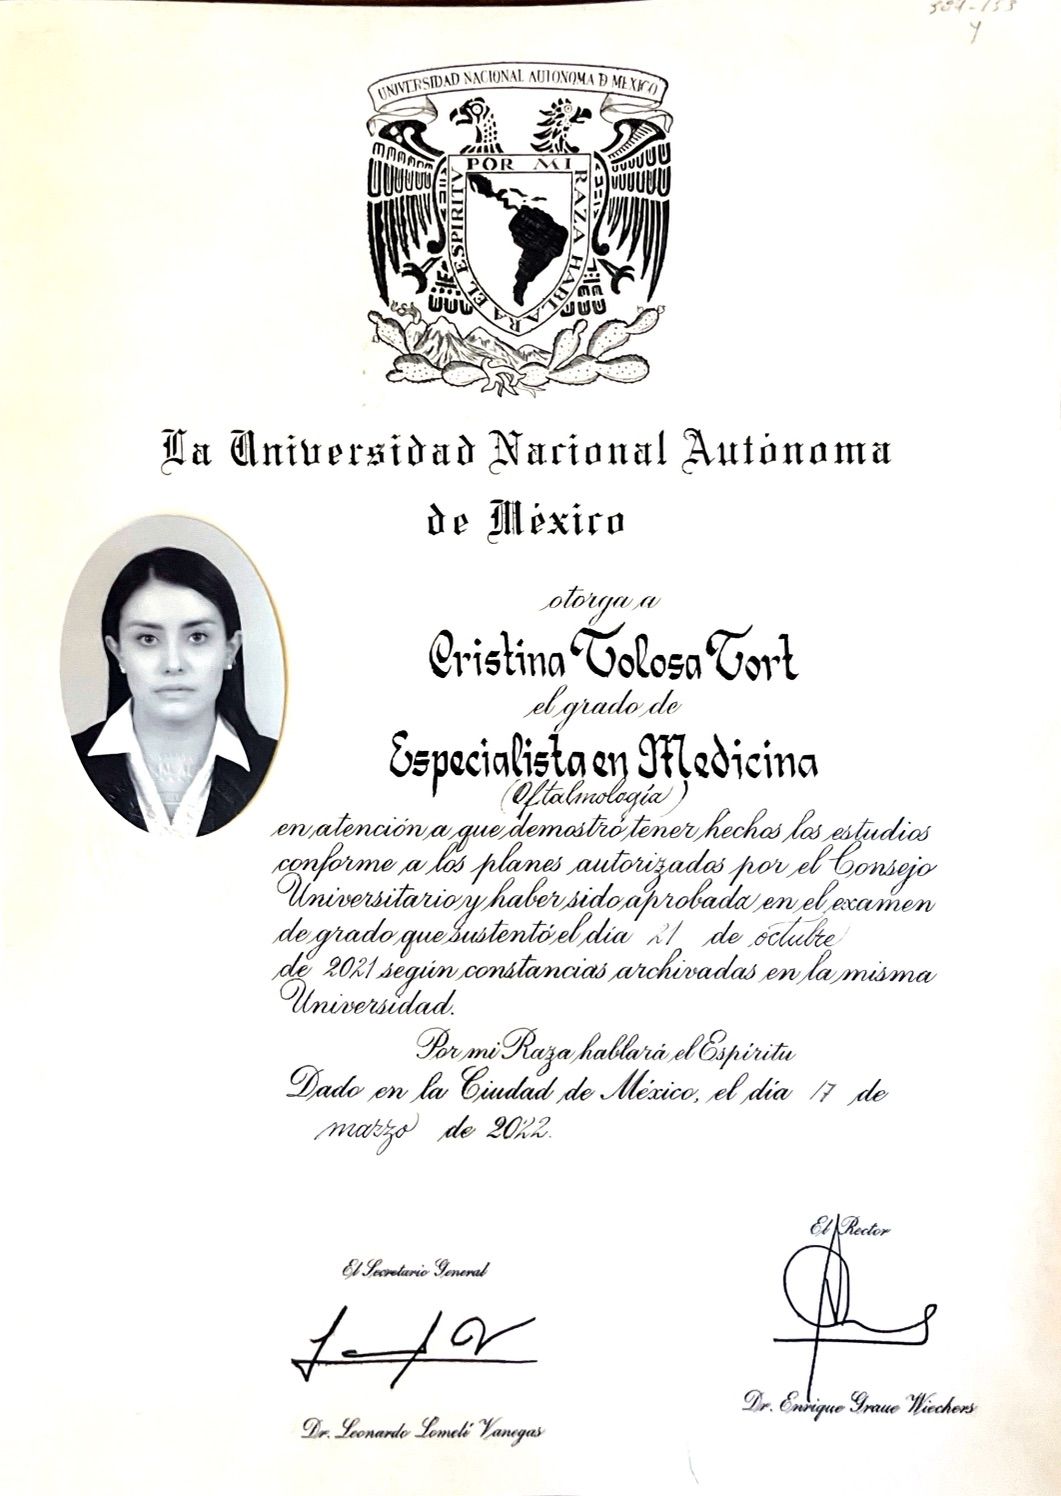 UNIVERSIDAD NACIONAL AUTONOMA D MEXICO
POR MI RAZA HABLARA EL ESPIRITU
La Universidad Nacional Autónoma
de México
otorga a
Cristina Tolosa Tort
el grado de
Especialista en Medicina
(Oftalmología)
en atención a que demostró tener hechos los estudios
conforme a los planes autorizados por el Consejo
Universitario y haber sido aprobada en el examen
de grado que sustentó el día 21 de octubre
de 2021 según constancias archivadas en la misma
Universidad.
Por mi Raza hablará el Espíritu
Dado en la Ciudad de México, el día 17 de
marzo de 2022.
El Rector
El Secretario General
Dr. Enrique Graue Wiechers
Dr. Leonardo Lomelí Vanegas